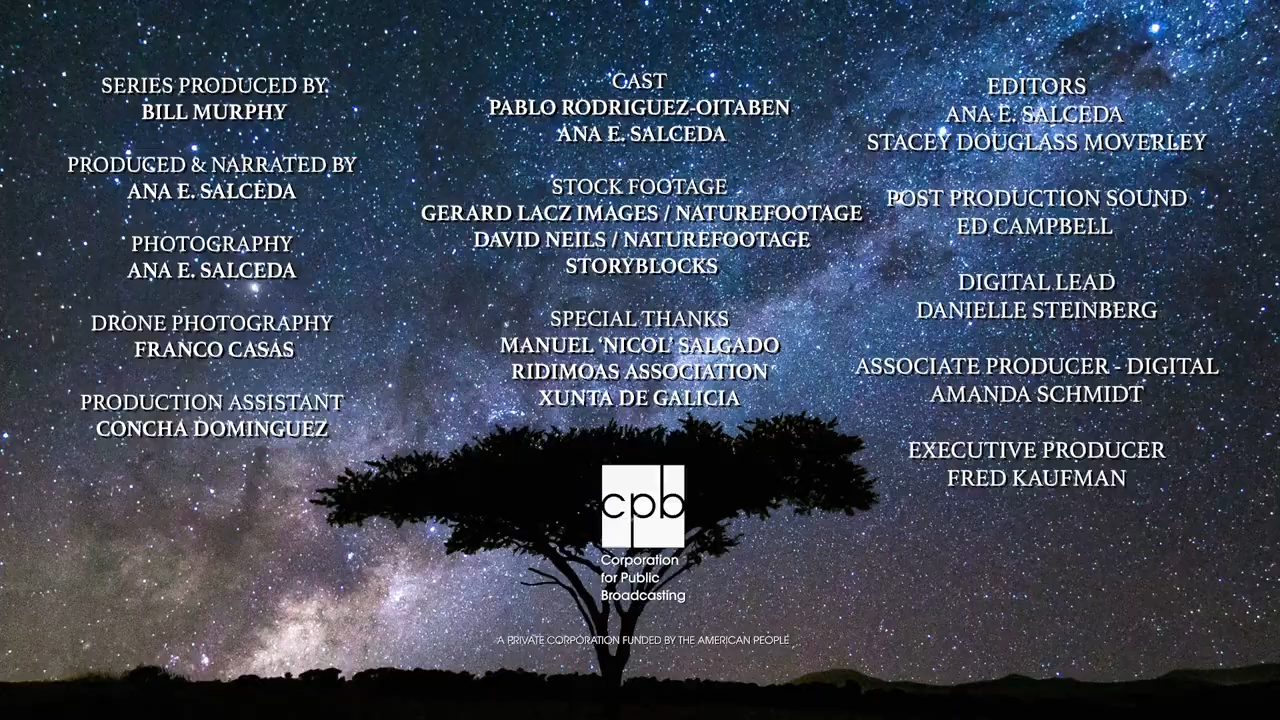 SERIES PRODUCED BY
BILL MURPHY
PRODUCED & NARRATED BY
ANA E. SALCEDA
PHOTOGRAPHY
ANA E. SALCEDA
DRONE PHOTOGRAPHY
FRANCO CASÁS
PRODUCTION ASSISTANT
CONCHA DOMINGUEZ
CAST
PABLO RODRIGUEZ-OITABEN
ANA E. SALCEDA
STOCK FOOTAGE
GERARD LACZ IMAGES / NATUREFOOTAGE
DAVID NEILS / NATUREFOOTAGE
STORYBLOCKS
SPECIAL THANKS
MANUEL ‘NICOL’ SALGADO
RIDIMOAS ASSOCIATION
XUNTA DE GALICIA
EDITORS
ANA E. SALCEDA
STACEY DOUGLASS MOVERLEY
POST PRODUCTION SOUND
ED CAMPBELL
DIGITAL LEAD
DANIELLE STEINBERG
ASSOCIATE PRODUCER - DIGITAL
AMANDA SCHMIDT
EXECUTIVE PRODUCER
FRED KAUFMAN
cpb
Corporation
for Public
Broadcasting
A PRIVATE CORPORATION FUNDED BY THE AMERICAN PEOPLE